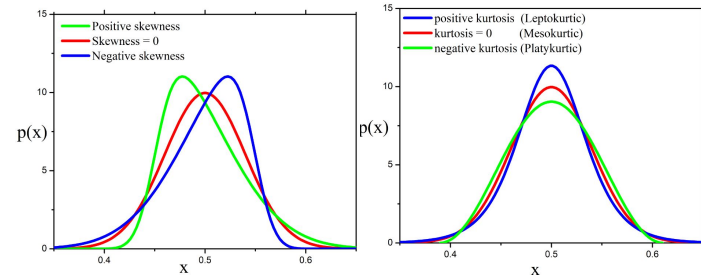 15
10
5
0
p(x)
Positive skewness
Skewness = 0
Negative skewness
0.4 0.5 0.6
x
15
10
5
0
p(x)
positive kurtosis (Leptokurtic)
kurtosis = 0 (Mesokurtic)
negative kurtosis (Platykurtic)
0.4 0.5 0.6
x